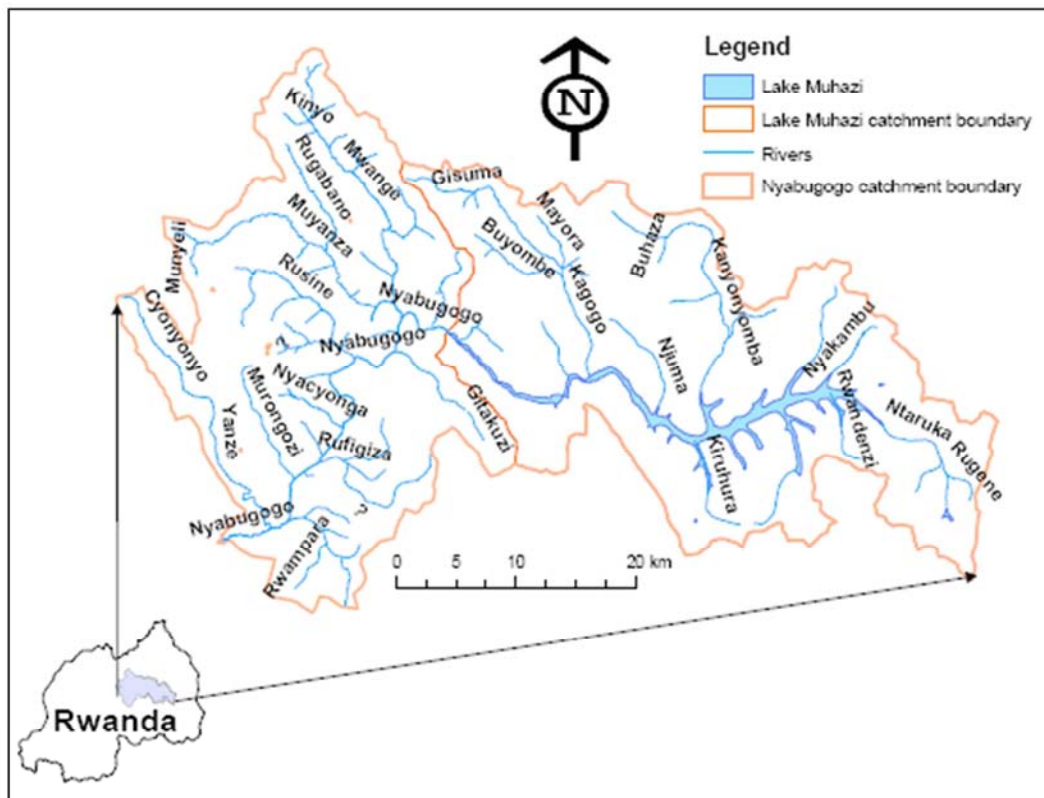 Legend
Lake Muhazi
Lake Muhazi catchment boundary
Rivers
Nyabugogo catchment boundary
N
Kinyo
Rugabano
Mwange
Gisuma
Mayora
Buhaza
Kanyonyomba
Muyanza
Buyombe
Munyeli
Rusine
Kagogo
Nyabugogo
Nyabugogo
Cyonyonyo
?
Njuma
Nyakambu
Nyacyonga
Murongozi
Gitakuzi
Rwandenzi
Ntaruka
Rugene
Yanze
Rufigiza
Kiruhura
Nyabugogo
?
Rwampara
0 5 10 20 km
Rwanda